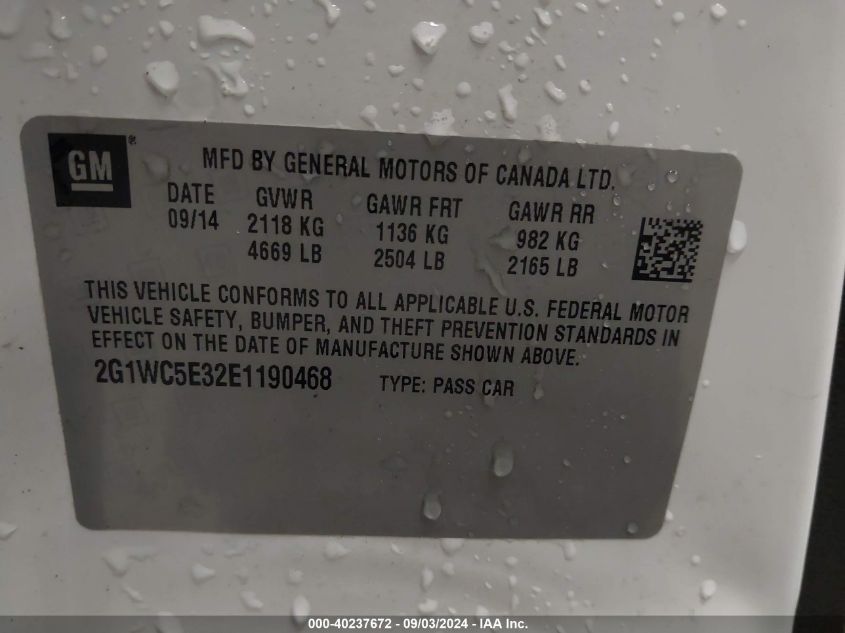 GM®
MFD BY GENERAL MOTORS OF CANADA LTD.
DATE GVWR GAWR FRT GAWR RR
09/14 2118 KG 1136 KG 982 KG
4669 LB 2504 LB 2165 LB
THIS VEHICLE CONFORMS TO ALL APPLICABLE U.S. FEDERAL MOTOR
VEHICLE SAFETY, BUMPER, AND THEFT PREVENTION STANDARDS IN
EFFECT ON THE DATE OF MANUFACTURE SHOWN ABOVE.
2G1WC5E32E1190468 TYPE: PASS CAR
000-40237672 - 09/03/2024 - IAA Inc.